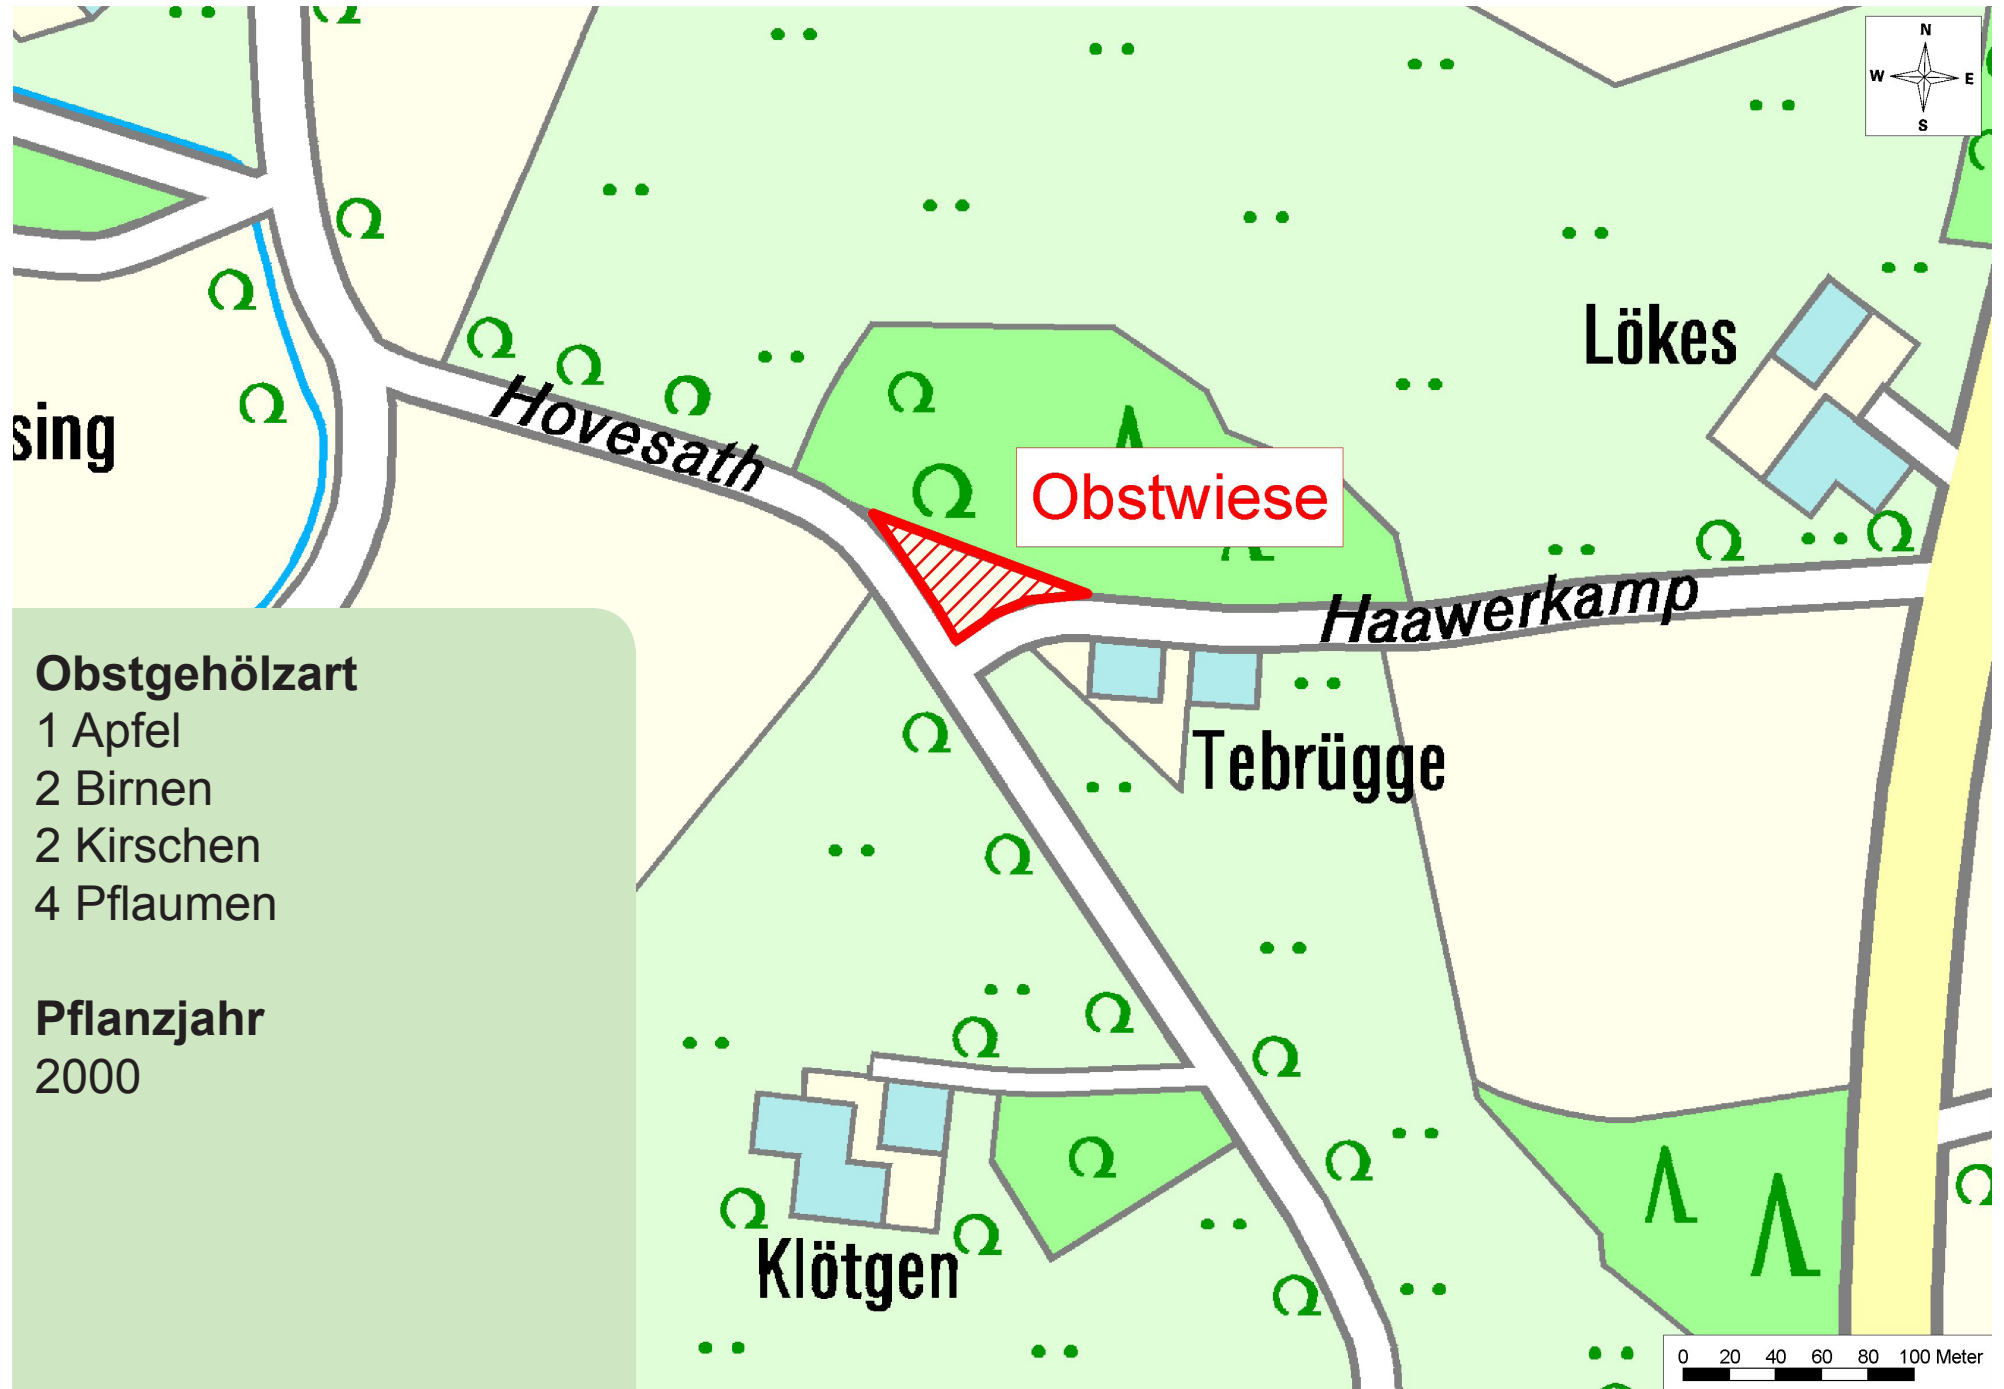 N
W E
S
Lökes
sing
Hovesath
Obstwiese
Haawerkamp
Tebrügge
Obstgehölzart
1 Apfel
2 Birnen
2 Kirschen
4 Pflaumen
Pflanzjahr
2000
Klötgen
0 20 40 60 80 100 Meter